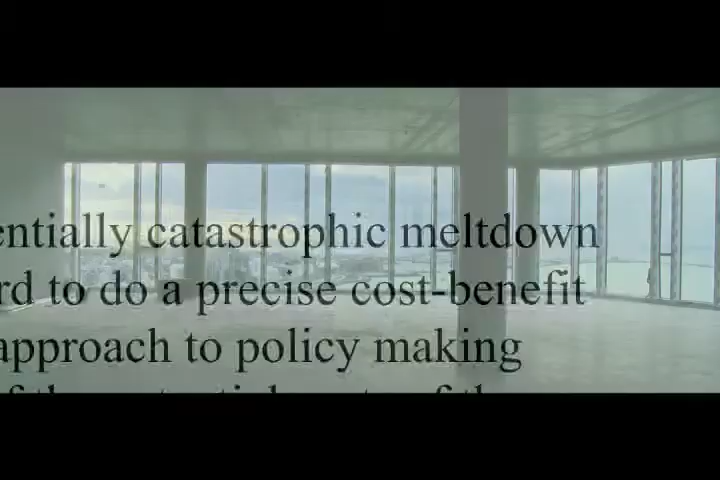 entially catastrophic meltdown
rd to do a precise cost-benefit
approach to policy making